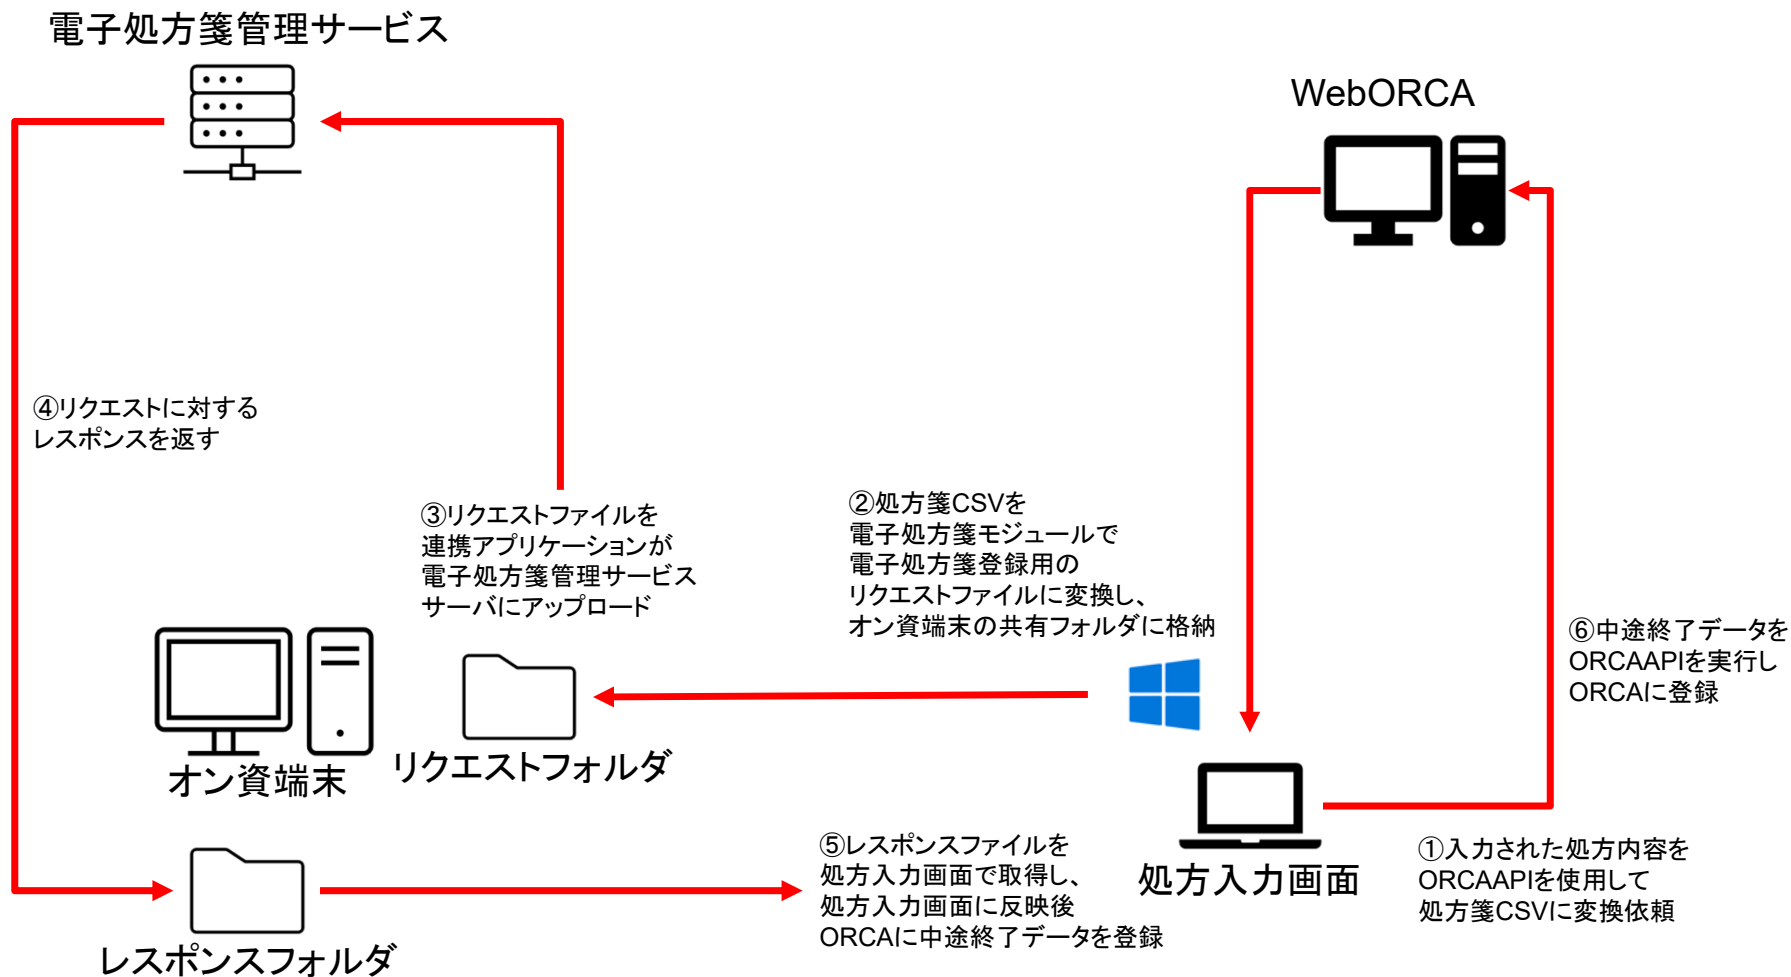 電子処方箋管理サービス
WebORCA
④リクエストに対する
レスポンスを返す
③リクエストファイルを
連携アプリケーションが
電子処方箋管理サービス
サーバにアップロード
②処方箋CSVを
電子処方箋モジュールで
電子処方箋登録用の
リクエストファイルに変換し、
オン資端末の共有フォルダに格納
⑥中途終了データを
ORCAAPIを実行し
ORCAに登録
オン資端末
リクエストフォルダ
⑤レスポンスファイルを
処方入力画面で取得し、
処方入力画面に反映後
ORCAに中途終了データを登録
処方入力画面
①入力された処方内容を
ORCAAPIを使用して
処方箋CSVに変換依頼
レスポンスフォルダ